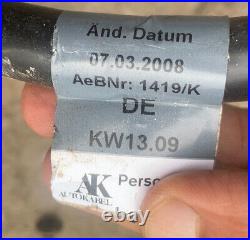 Änd. Datum
07.03.2008
AeBNr: 1419/K
DE
KW13.09
AK Perso
AUTOKABEL